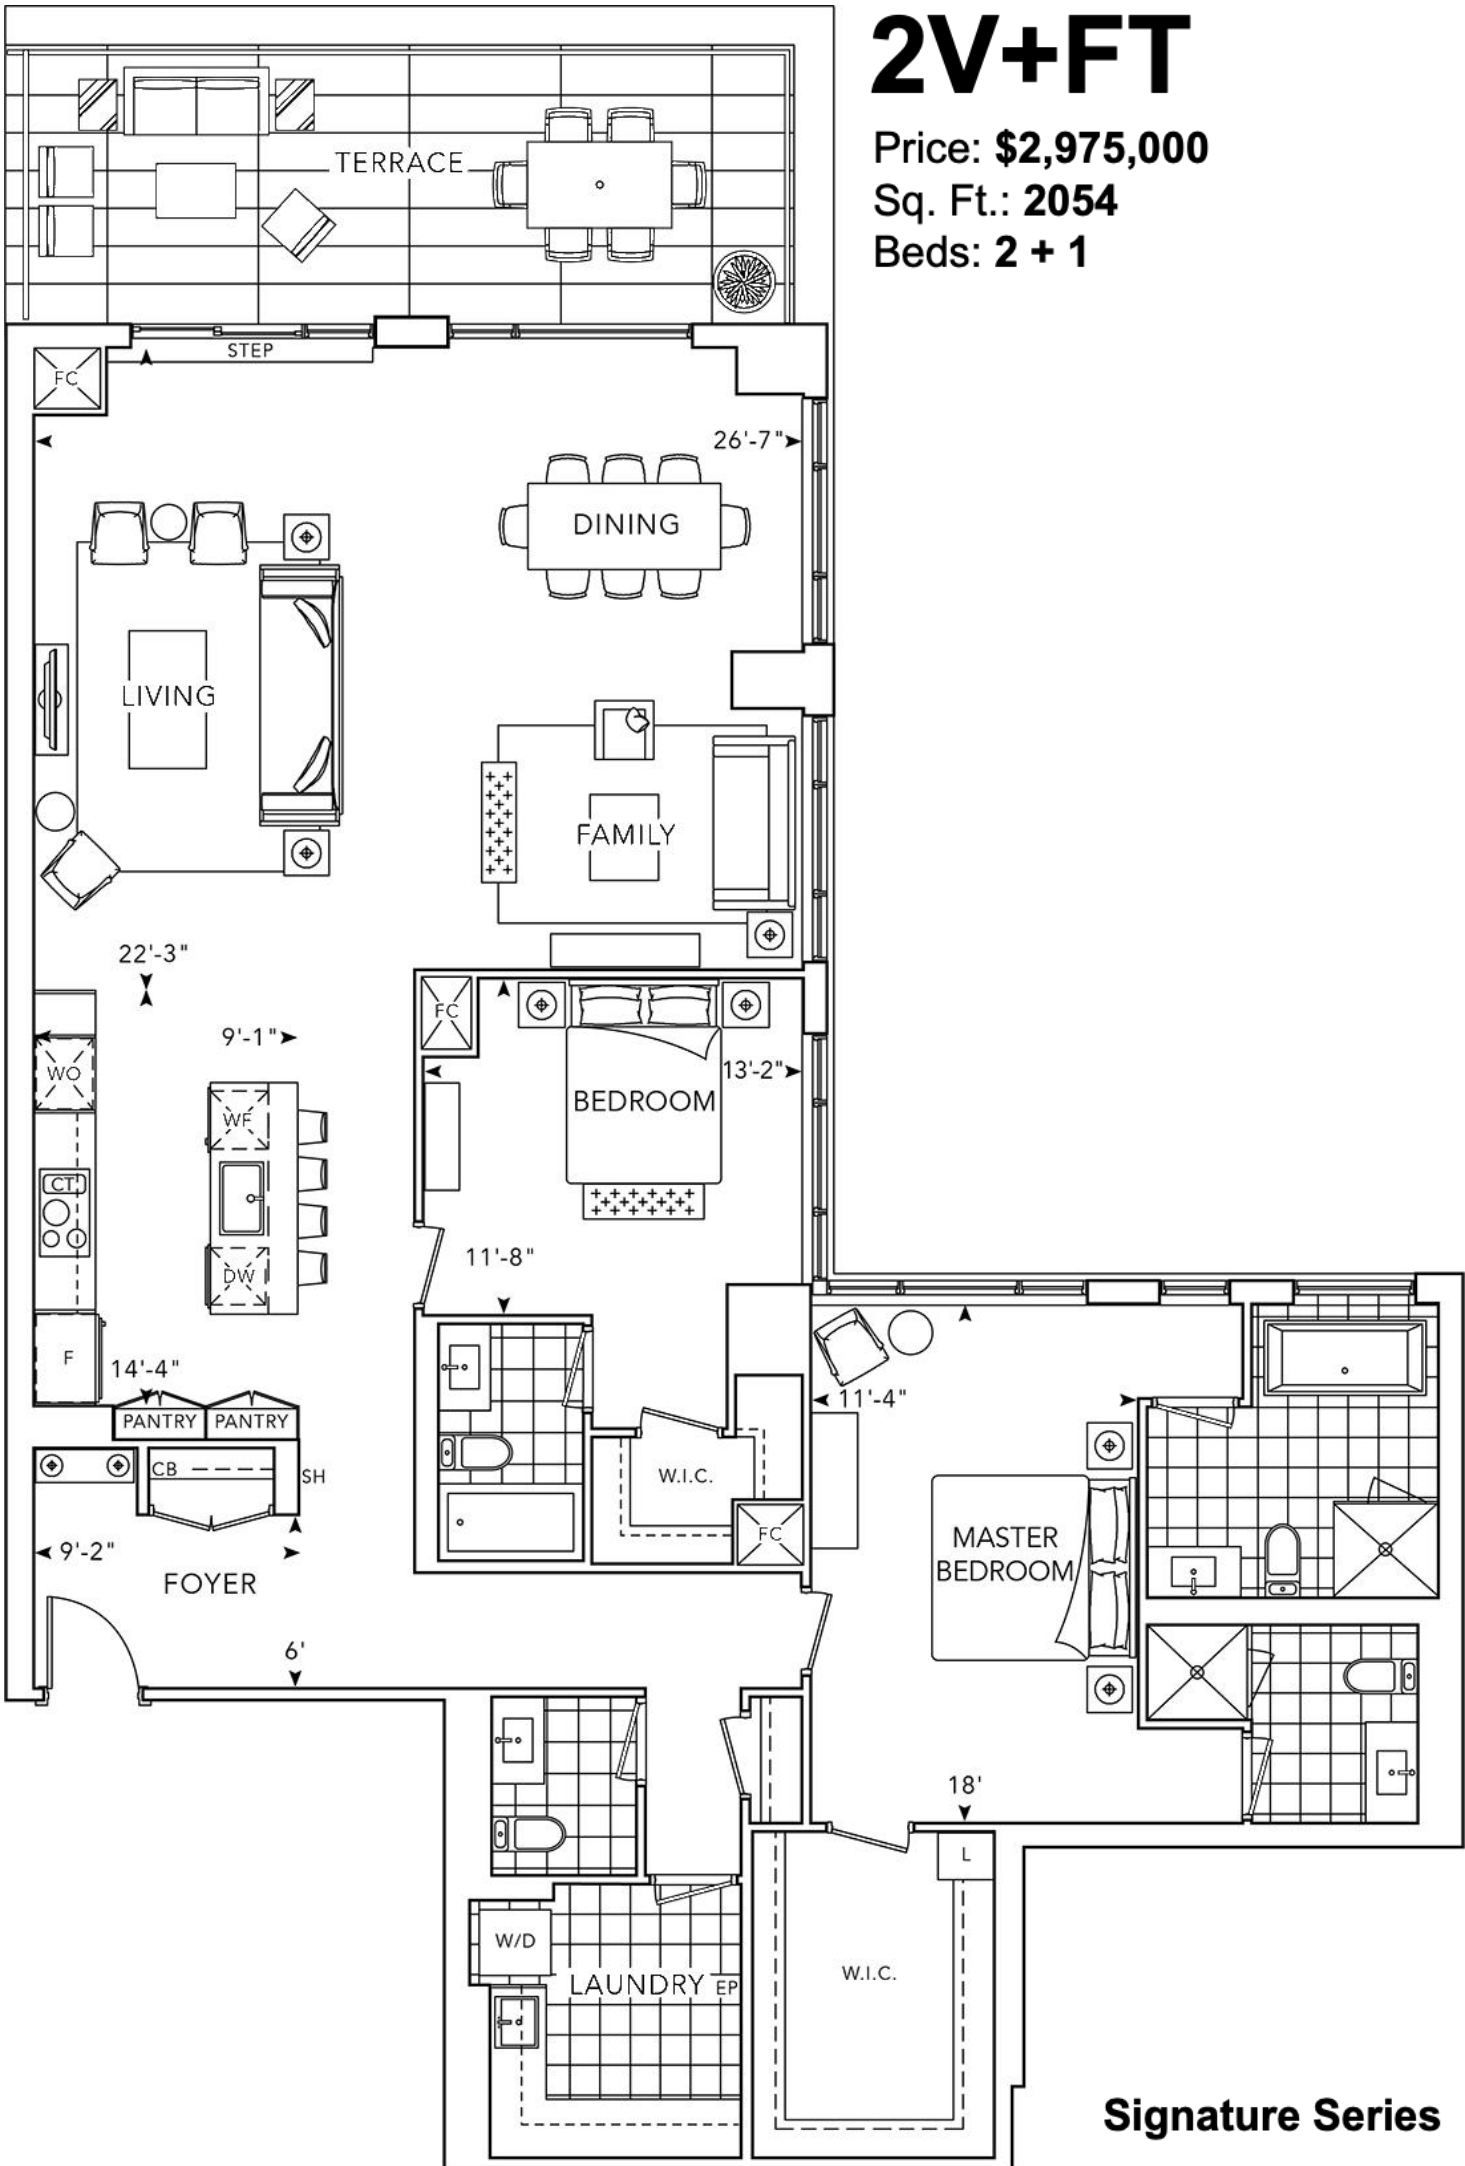 2V+FT
Price: $2,975,000
Sq. Ft.: 2054
Beds: 2 + 1
TERRACE
STEP
FC
26'-7"
DINING
LIVING
FAMILY
22'-3"
FC
9'-1"
WO
13'-2"
BEDROOM
WF
CT
11'-8"
DW
F
14'-4"
PANTRY PANTRY
11'-4"
CB
SH
W.I.C.
FC
9'-2"
FOYER
MASTER
BEDROOM
6'
18'
L
W/D
LAUNDRY EP
W.I.C.
Signature Series